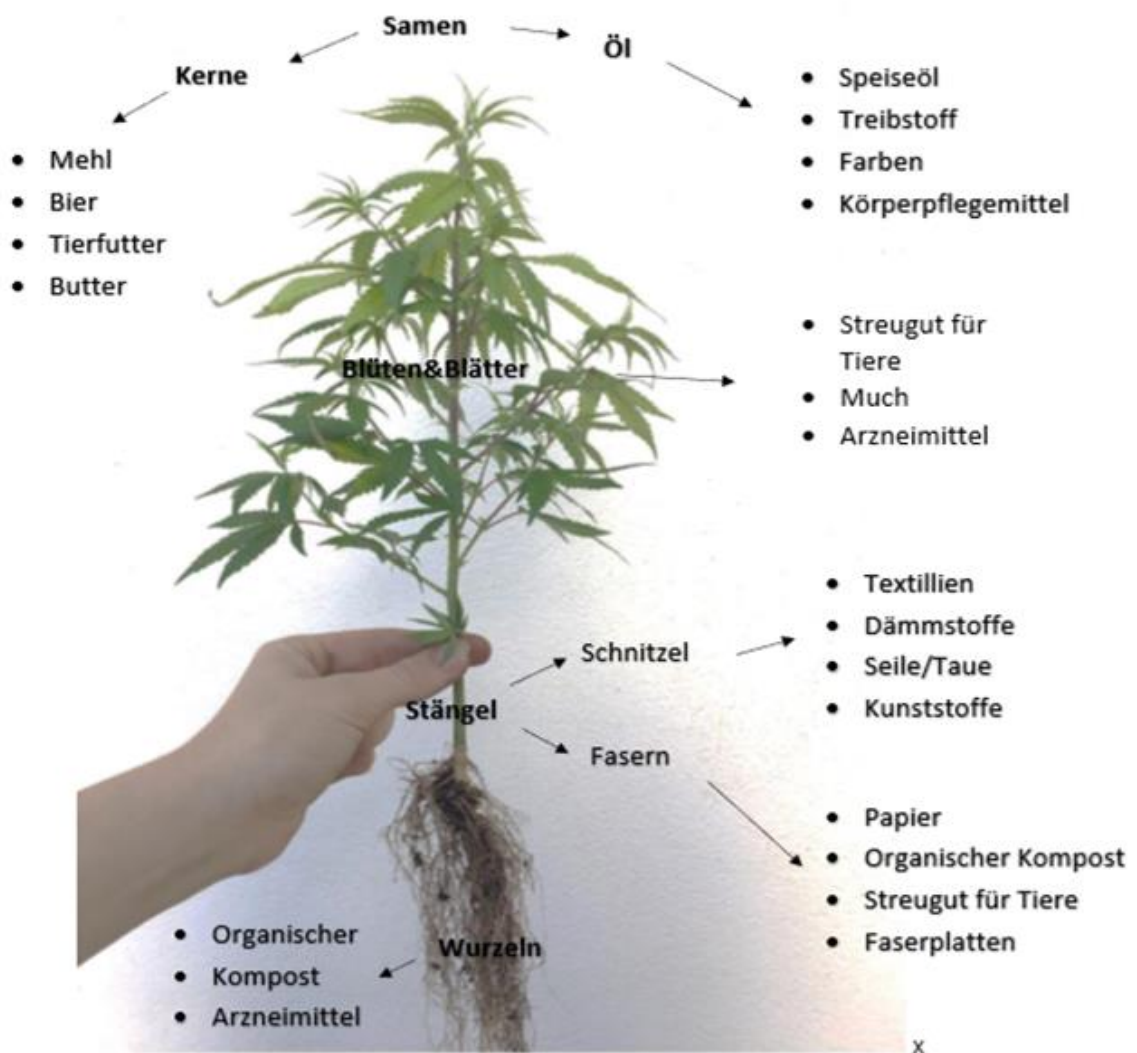 Samen
Öl
Kerne
• Speiseöl
• Treibstoff
• Farben
• Körperpflegemittel
• Mehl
• Bier
• Tierfutter
• Butter
• Streugut für
Tiere
• Much
• Arzneimittel
Blüten&Blätter
• Textillien
• Dämmstoffe
• Seile/Taue
• Kunststoffe
Schnitzel
Stängel
Fasern
• Papier
• Organischer Kompost
• Streugut für Tiere
• Faserplatten
• Organischer
• Kompost
• Arzneimittel
Wurzeln
x